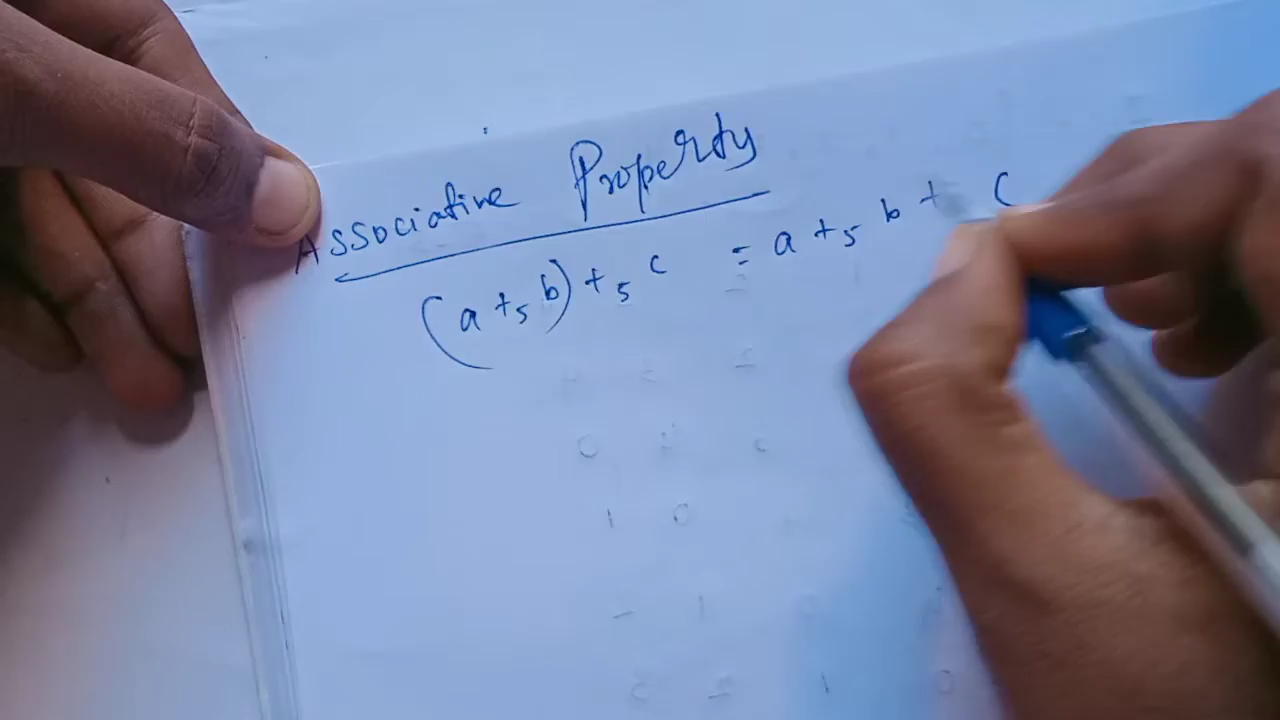 Associative Property
(a +₅ b) +₅ c = a +₅ b + c